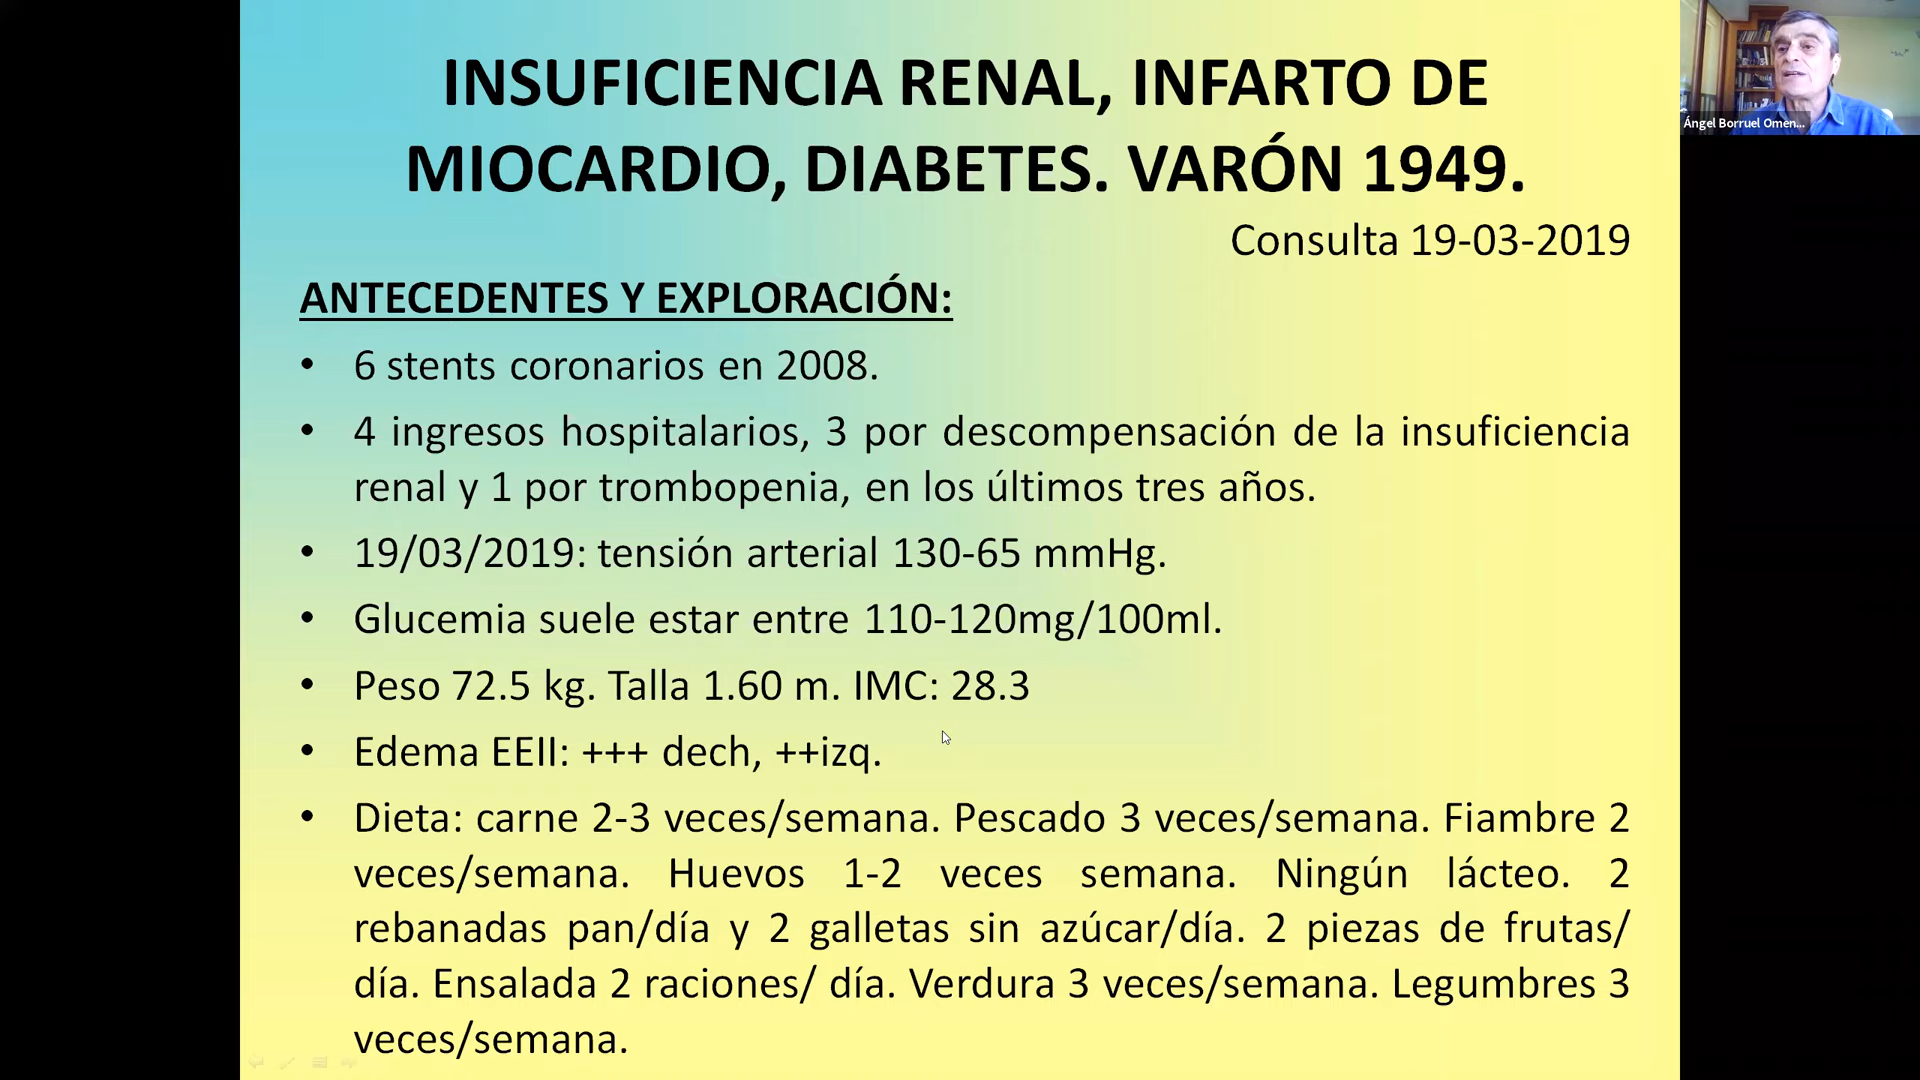 INSUFICIENCIA RENAL, INFARTO DE
MIOCARDIO, DIABETES. VARÓN 1949.
Consulta 19-03-2019
ANTECEDENTES Y EXPLORACIÓN:
• 6 stents coronarios en 2008.
• 4 ingresos hospitalarios, 3 por descompensación de la insuficiencia
renal y 1 por trombopenia, en los últimos tres años.
• 19/03/2019: tensión arterial 130-65 mmHg.
• Glucemia suele estar entre 110-120mg/100ml.
• Peso 72.5 kg. Talla 1.60 m. IMC: 28.3
• Edema EEII: +++ dech, ++izq.
• Dieta: carne 2-3 veces/semana. Pescado 3 veces/semana. Fiambre 2
veces/semana. Huevos 1-2 veces semana. Ningún lácteo. 2
rebanadas pan/día y 2 galletas sin azúcar/día. 2 piezas de frutas/
día. Ensalada 2 raciones/ día. Verdura 3 veces/semana. Legumbres 3
veces/semana.
Ángel Borruel Omen...